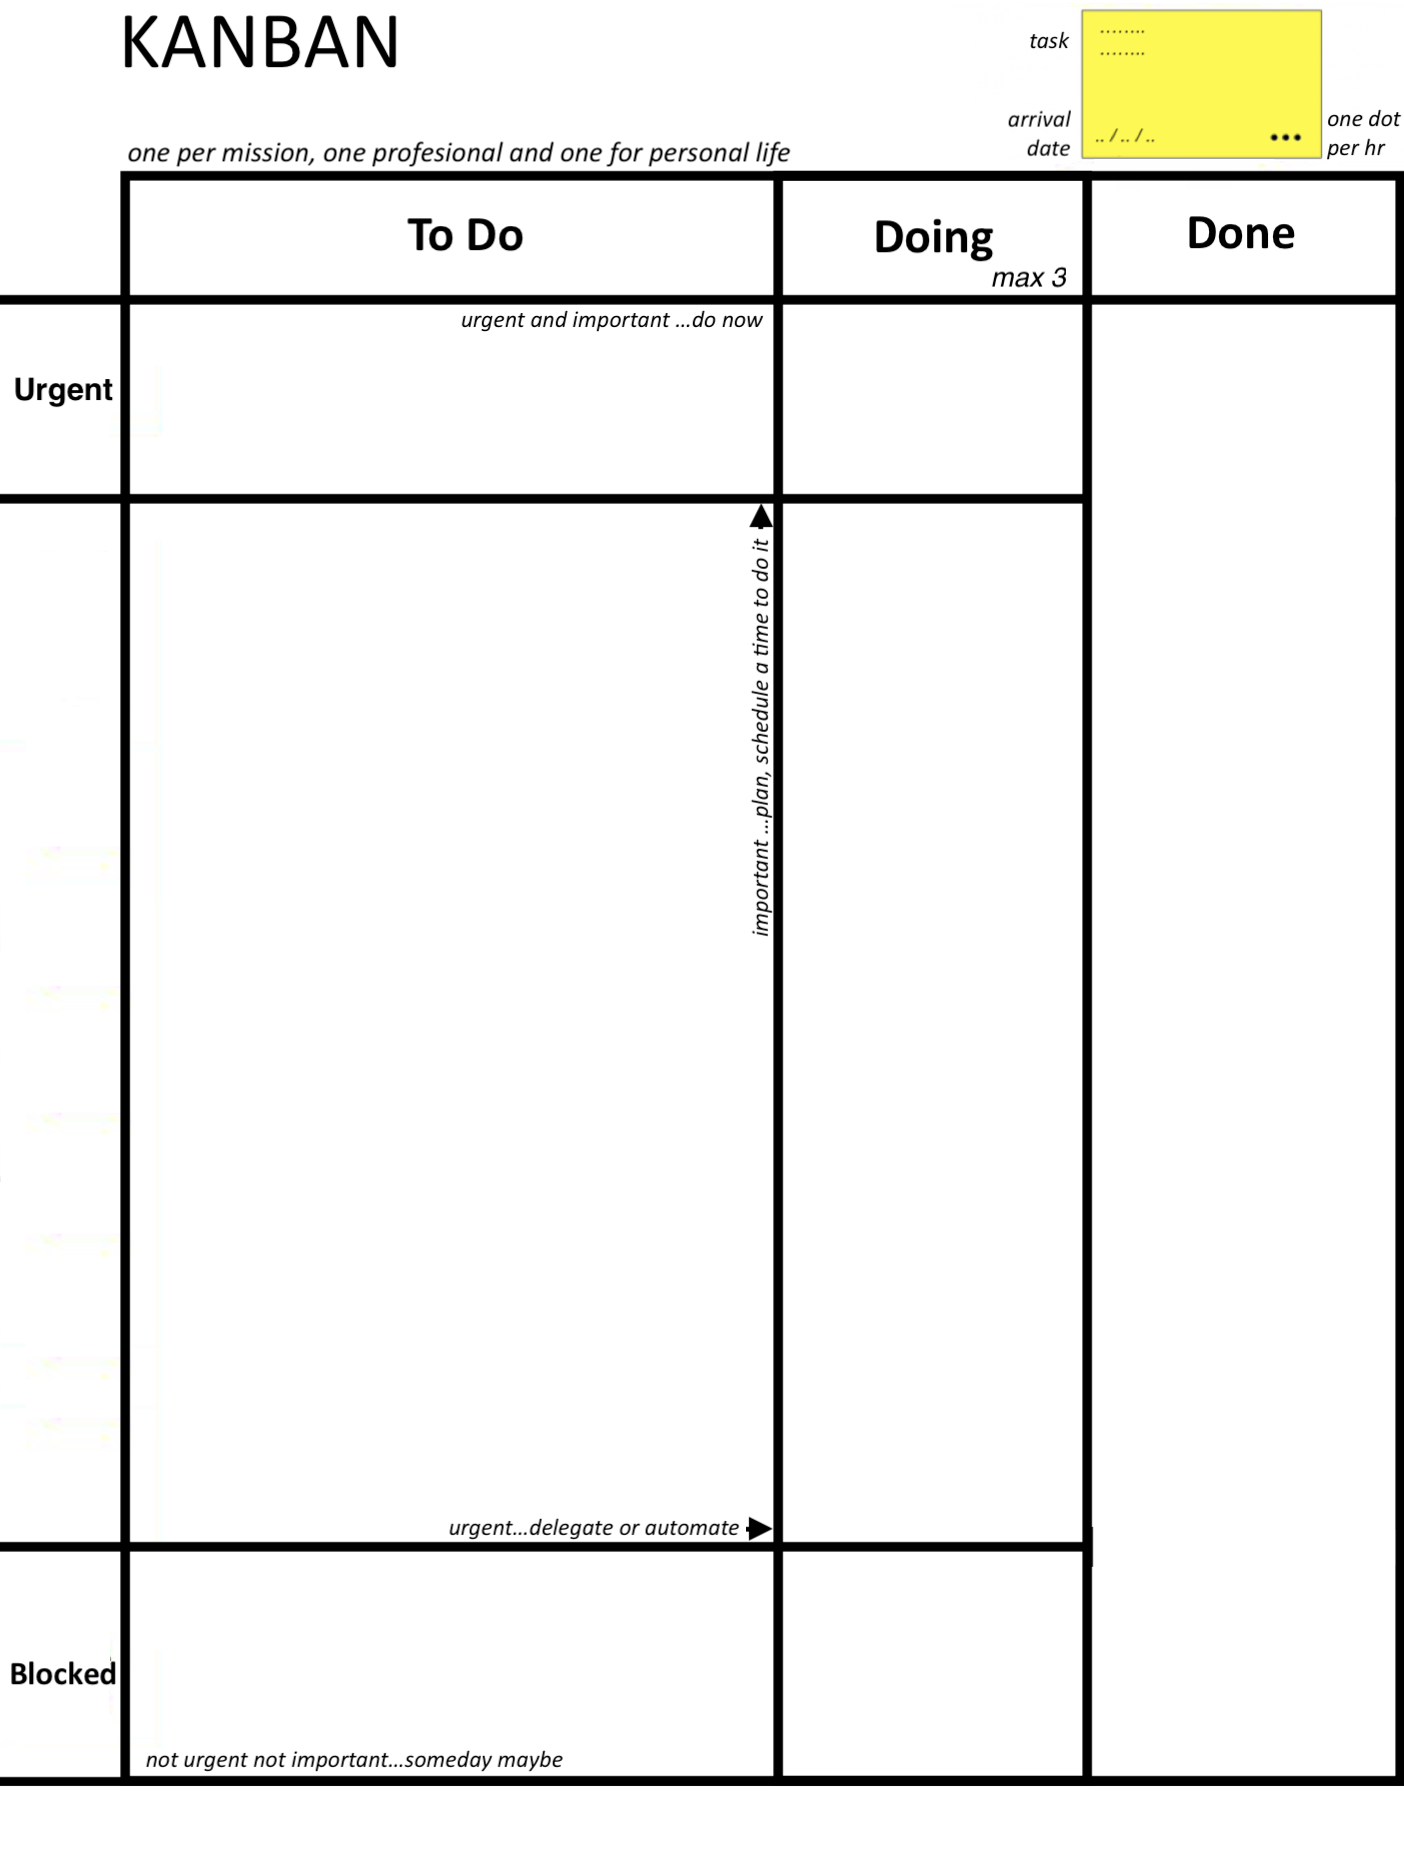 KANBAN
task
........
........
arrival
date
.. / .. / ..
•••
one dot
per hr
one per mission, one profesional and one for personal life
To Do
Doing
max 3
Done
urgent and important ...do now
Urgent
important ...plan, schedule a time to do it
urgent...delegate or automate
Blocked
not urgent not important...someday maybe